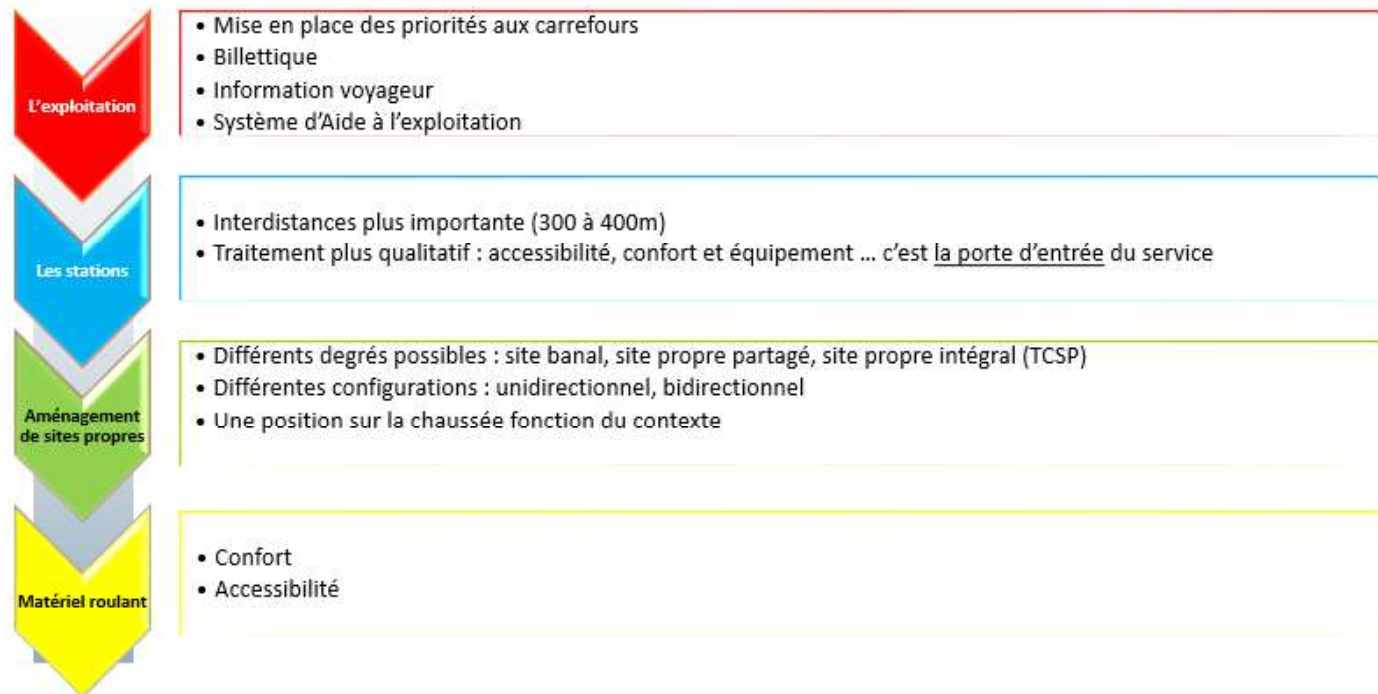 L'exploitation
• Mise en place des priorités aux carrefours
• Billettique
• Information voyageur
• Système d'Aide à l'exploitation
Les stations
• Interdistances plus importante (300 à 400m)
• Traitement plus qualitatif : accessibilité, confort et équipement ... c'est la porte d'entrée du service
Aménagement
de sites propres
• Différents degrés possibles : site banal, site propre partagé, site propre intégral (TCSP)
• Différentes configurations : unidirectionnel, bidirectionnel
• Une position sur la chaussée fonction du contexte
Matériel roulant
• Confort
• Accessibilité